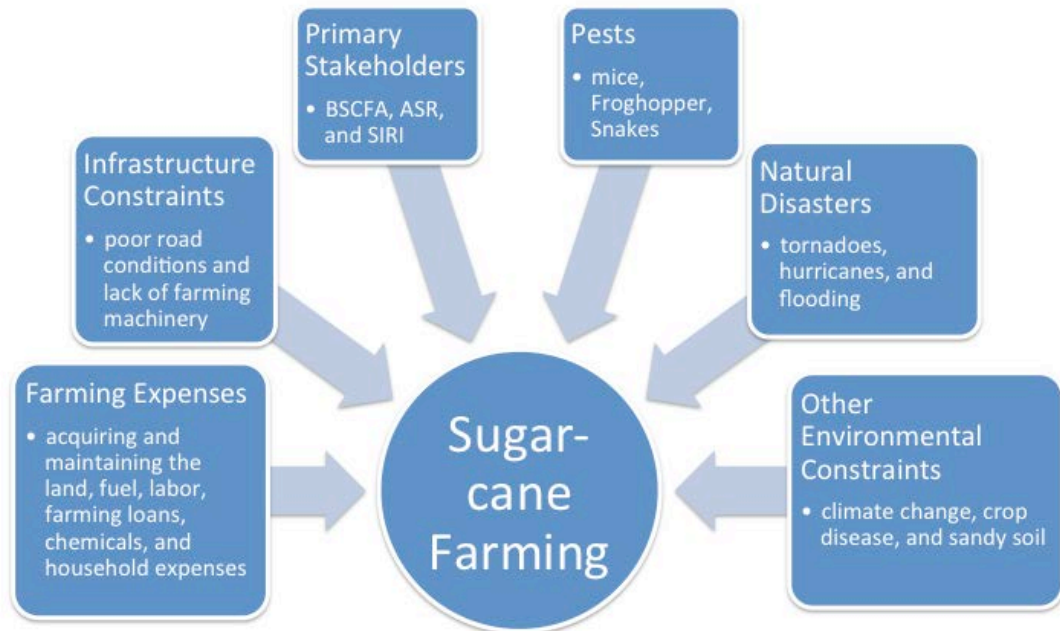 Primary
Stakeholders
• BSCFA, ASR,
and SIRI
Pests
• mice,
Froghopper,
Snakes
Infrastructure
Constraints
• poor road
conditions and
lack of farming
machinery
Natural
Disasters
• tornadoes,
hurricanes, and
flooding
Farming Expenses
• acquiring and
maintaining the
land, fuel, labor,
farming loans,
chemicals, and
household expenses
Other
Environmental
Constraints
• climate change, crop
disease, and sandy soil
Sugar-
cane
Farming